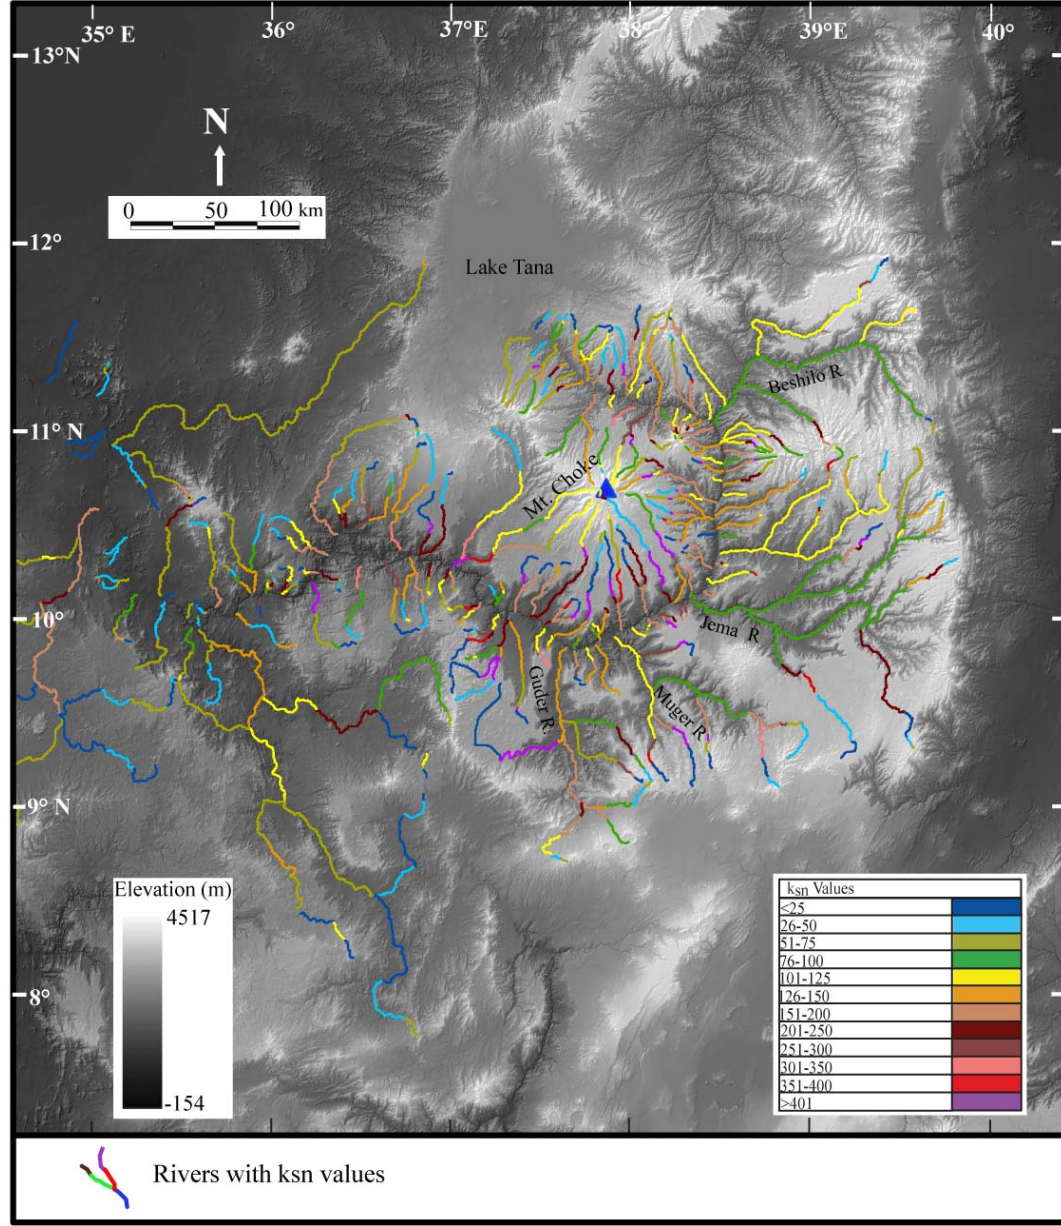 35° E 36° 37°E 38° 39°E 40°
13°N
N
0 50 100 km
12°
Lake Tana
Beshilo R
11° N
Mt. Choke
10°
Jema R
Guder R.
Muger R
9° N
Elevation (m)
4517
-154
8°
ksn Values
<25
26-50
51-75
76-100
101-125
126-150
151-200
201-250
251-300
301-350
351-400
>401
Rivers with ksn values